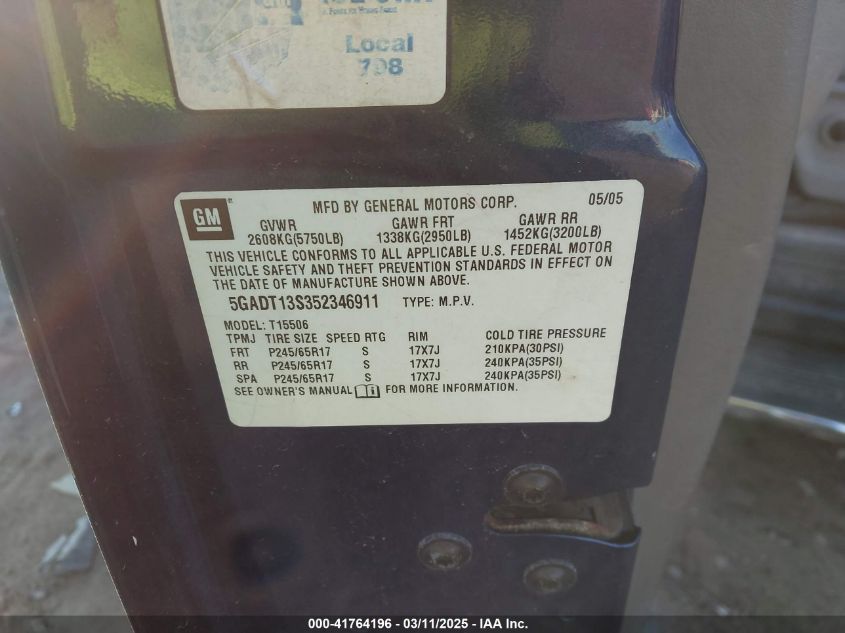 Local
798
GM
MFD BY GENERAL MOTORS CORP. 05/05
GVWR GAWR FRT GAWR RR
2608KG(5750LB) 1338KG(2950LB) 1452KG(3200LB)
THIS VEHICLE CONFORMS TO ALL APPLICABLE U.S. FEDERAL MOTOR
VEHICLE SAFETY AND THEFT PREVENTION STANDARDS IN EFFECT ON
THE DATE OF MANUFACTURE SHOWN ABOVE.
5GADT13S352346911 TYPE: M.P.V.
MODEL: T15506
TPMJ TIRE SIZE SPEED RTG RIM COLD TIRE PRESSURE
FRT P245/65R17 S 17X7J 210KPA(30PSI)
RR P245/65R17 S 17X7J 240KPA(35PSI)
SPA P245/65R17 S 17X7J 240KPA(35PSI)
SEE OWNER'S MANUAL FOR MORE INFORMATION.
000-41764196 - 03/11/2025 - IAA Inc.